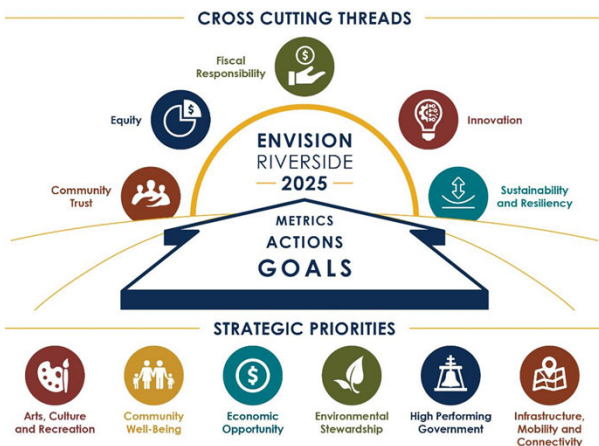 CROSS CUTTING THREADS
Fiscal
Responsibility
$
Equity
$
Innovation
Community
Trust
Sustainability
and Resiliency
ENVISION
RIVERSIDE
2025
METRICS
ACTIONS
GOALS
STRATEGIC PRIORITIES
$
Arts, Culture
and Recreation
Community
Well-Being
Economic
Opportunity
Environmental
Stewardship
High Performing
Government
Infrastructure,
Mobility and
Connectivity